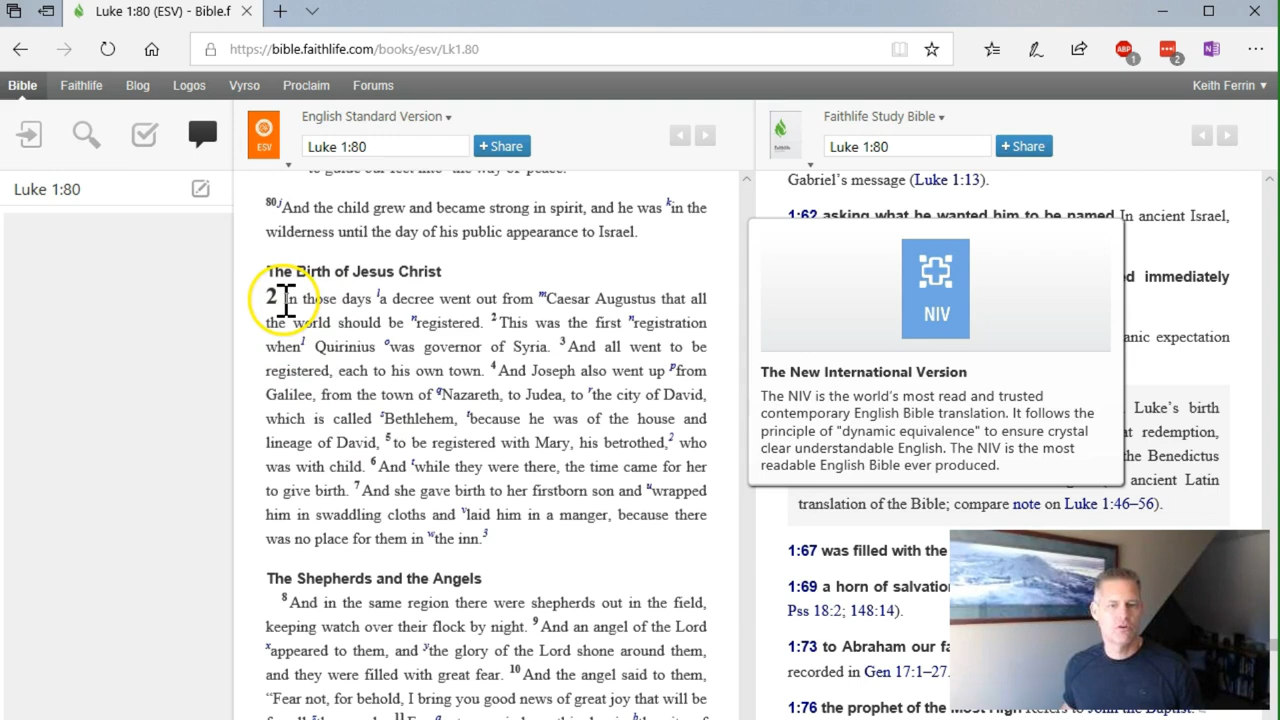 Luke 1:80 (ESV) - Bible.f
https://bible.faithlife.com/books/esv/Lk1.80
ABP
1
2
Bible Faithlife Blog Logos Vyrso Proclaim Forums Keith Ferrin
Luke 1:80
ESV
English Standard Version
Luke 1:80
+ Share
80 j And the child grew and became strong in spirit, and he was k in the
wilderness until the day of his public appearance to Israel.
The Birth of Jesus Christ
2 In those days l a decree went out from m Caesar Augustus that all
the world should be n registered. 2 This was the first n registration
when 1 Quirinius o was governor of Syria. 3 And all went to be
registered, each to his own town. 4 And Joseph also went up p from
Galilee, from the town of q Nazareth, to Judea, to r the city of David,
which is called s Bethlehem, t because he was of the house and
lineage of David, 5 to be registered with Mary, his betrothed, 2 who
was with child. 6 And t while they were there, the time came for her
to give birth. 7 And she gave birth to her firstborn son and u wrapped
him in swaddling cloths and v laid him in a manger, because there
was no place for them in w the inn. 3
The Shepherds and the Angels
8 And in the same region there were shepherds out in the field,
keeping watch over their flock by night. 9 And an angel of the Lord
x appeared to them, and y the glory of the Lord shone around them,
and they were filled with great fear. 10 And the angel said to them,
“Fear not, for behold, I bring you good news of great joy that will be
Faithlife Study Bible
Luke 1:80
+ Share
Gabriel’s message (Luke 1:13).
1:62 asking what he wanted him to be named In ancient Israel,
immediately
anic expectation
Luke’s birth
at redemption,
the Benedictus
ancient Latin
translation of the Bible; compare note on Luke 1:46–56).
1:67 was filled with the
1:69 a horn of salvatio
Pss 18:2; 148:14).
1:73 to Abraham our fa
recorded in Gen 17:1–27.
1:76 the prophet of the Most High Refers to John the Baptist.
NIV
The New International Version
The NIV is the world’s most read and trusted
contemporary English Bible translation. It follows the
principle of "dynamic equivalence" to ensure crystal
clear understandable English. The NIV is the most
readable English Bible ever produced.